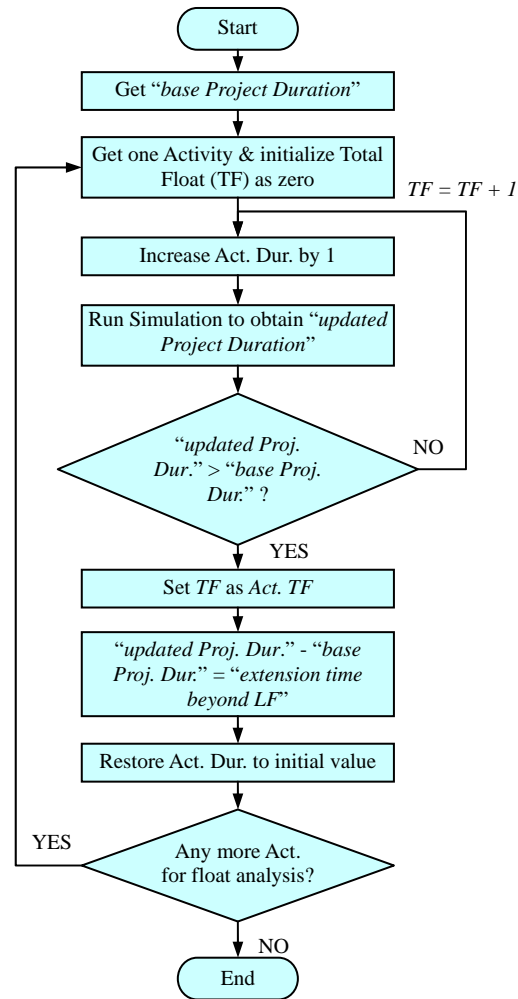 Start
Get “base Project Duration”
Get one Activity & initialize Total
Float (TF) as zero
TF = TF + 1
Increase Act. Dur. by 1
Run Simulation to obtain “updated
Project Duration”
“updated Proj.
Dur.” > “base Proj.
Dur.” ?
NO
YES
Set TF as Act. TF
“updated Proj. Dur.” - “base
Proj. Dur.” = “extension time
beyond LF”
Restore Act. Dur. to initial value
YES
Any more Act.
for float analysis?
NO
End